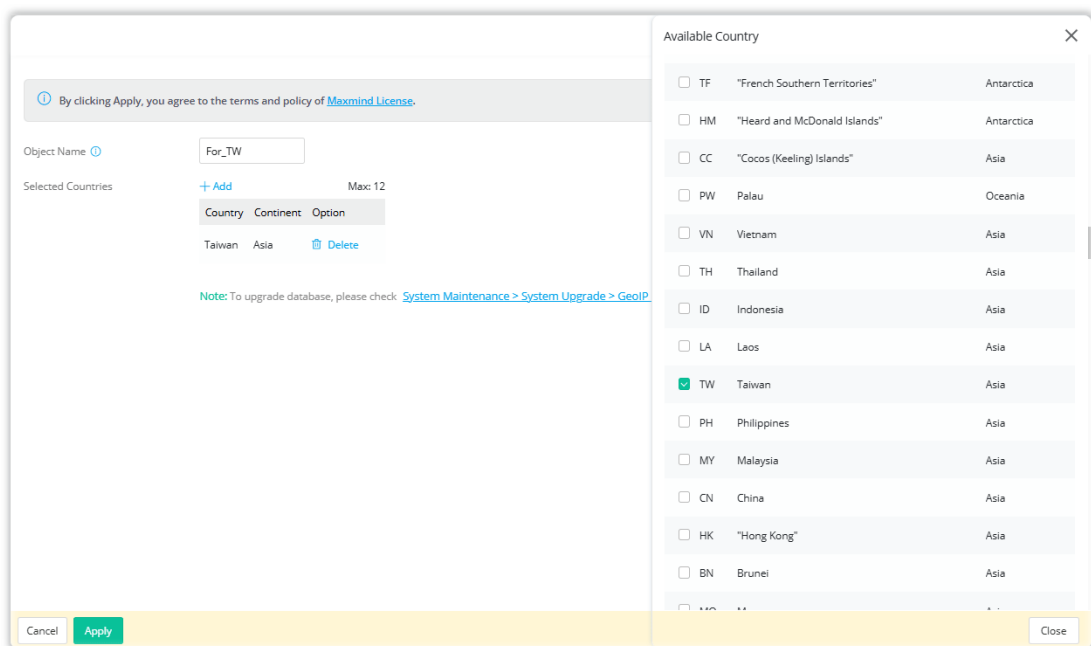 Available Country
By clicking Apply, you agree to the terms and policy of Maxmind License.
Object Name
For_TW
Selected Countries
+ Add Max: 12
Country Continent Option
Taiwan Asia Delete
Note: To upgrade database, please check System Maintenance > System Upgrade > GeoIP
TF "French Southern Territories" Antarctica
HM "Heard and McDonald Islands" Antarctica
CC "Cocos (Keeling) Islands" Asia
PW Palau Oceania
VN Vietnam Asia
TH Thailand Asia
ID Indonesia Asia
LA Laos Asia
TW Taiwan Asia
PH Philippines Asia
MY Malaysia Asia
CN China Asia
HK "Hong Kong" Asia
BN Brunei Asia
Cancel Apply Close